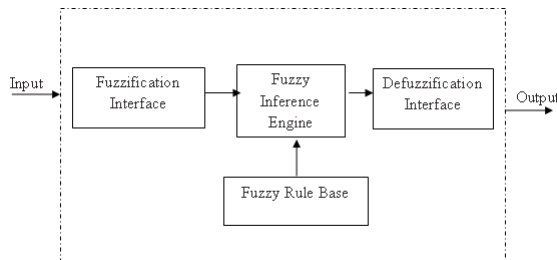 Input
Fuzzification
Interface
Fuzzy
Inference
Engine
Defuzzification
Interface
Output
Fuzzy Rule Base